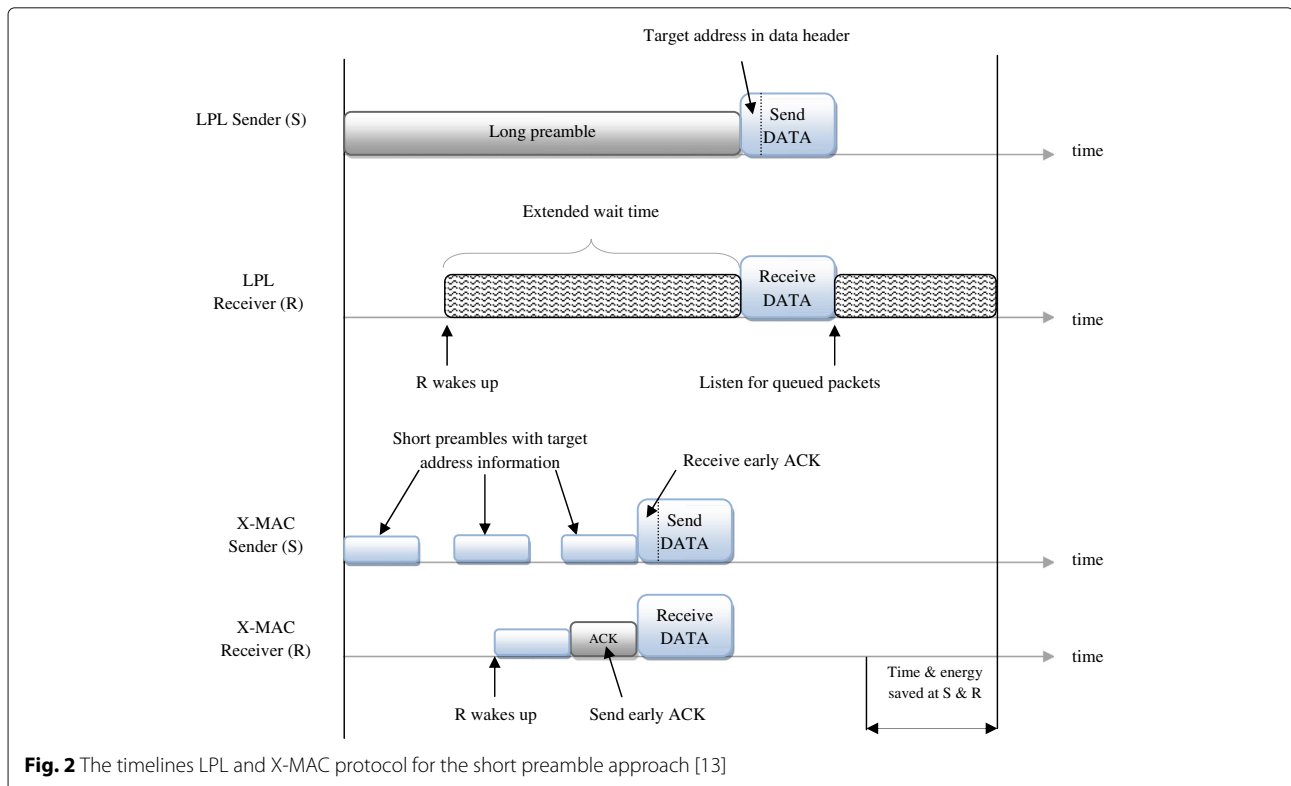 Target address in data header
LPL Sender (S)
Long preamble
Send
DATA
time
Extended wait time
LPL
Receiver (R)
Receive
DATA
time
R wakes up
Listen for queued packets
Short preambles with target
address information
Receive early ACK
X-MAC
Sender (S)
Send
DATA
time
X-MAC
Receiver (R)
ACK
Receive
DATA
time
Time & energy
saved at S & R
R wakes up
Send early ACK
Fig. 2 The timelines LPL and X-MAC protocol for the short preamble approach [13]